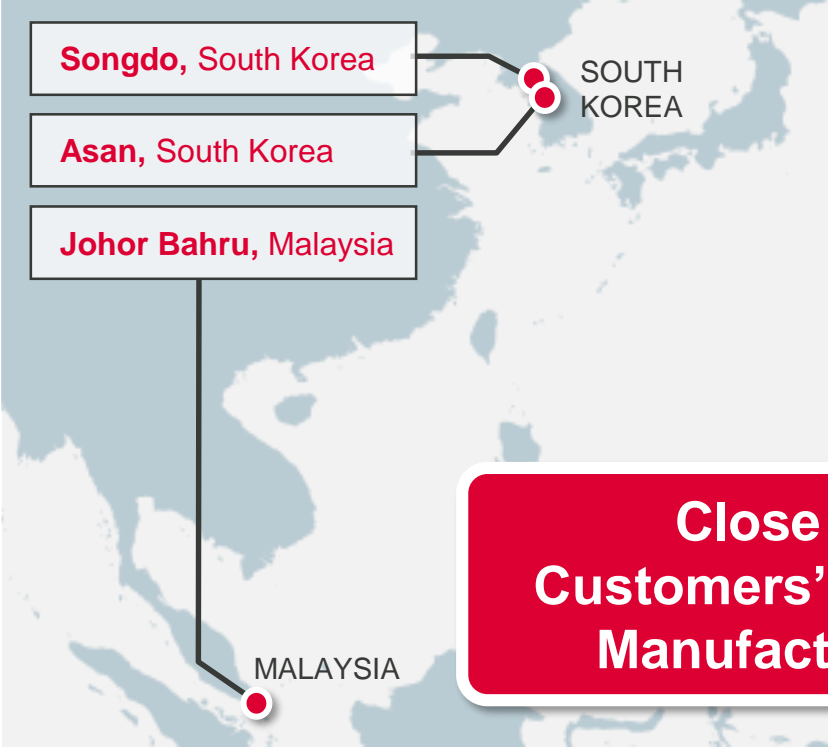 Songdo, South Korea
SOUTH
KOREA
Asan, South Korea
Johor Bahru, Malaysia
Close
Customers'
Manufact
MALAYSIA